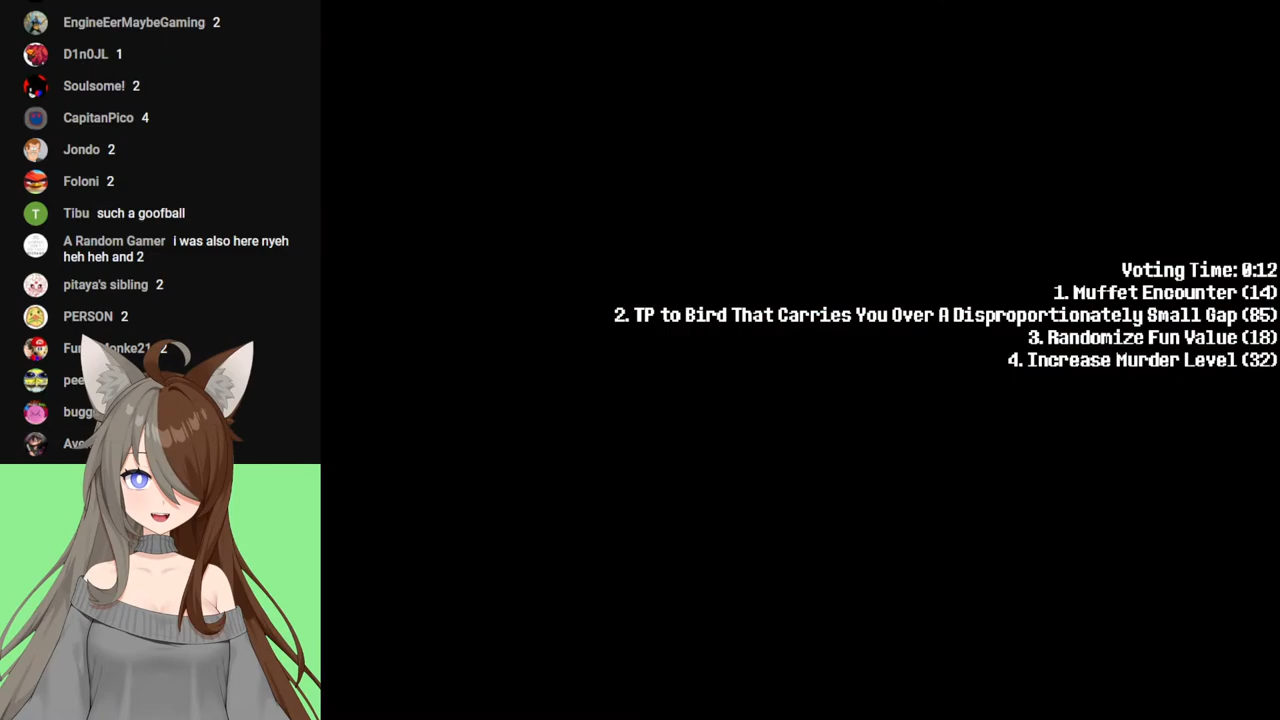 EngineEerMaybeGaming 2
D1n0JL 1
Soulsome! 2
CapitanPico 4
Jondo 2
Foloni 2
T
Tibu such a goofball
A Random Gamer i was also here nyeh
heh heh and 2
pitaya's sibling 2
PERSON 2
2
Voting Time: 0:12
1. Muffet Encounter (14)
2. TP to Bird That Carries You Over A Disproportionately Small Gap (85)
3. Randomize Fun Value (18)
4. Increase Murder Level (32)